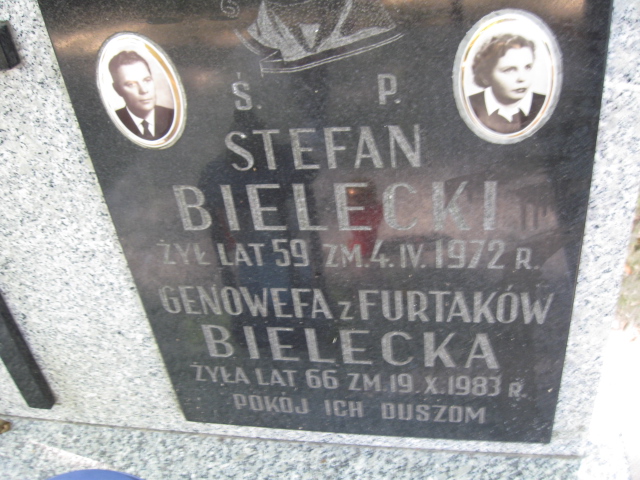 Ś. P.
STEFAN
BIELECKI
ŻYŁ LAT 59 ZM. 4. IV. 1972 R.
GENOWEFA z FURTAKÓW
BIELECKA
ŻYŁA LAT 66 ZM. 19 X. 1983 R.
POKÓJ ICH DUSZOM